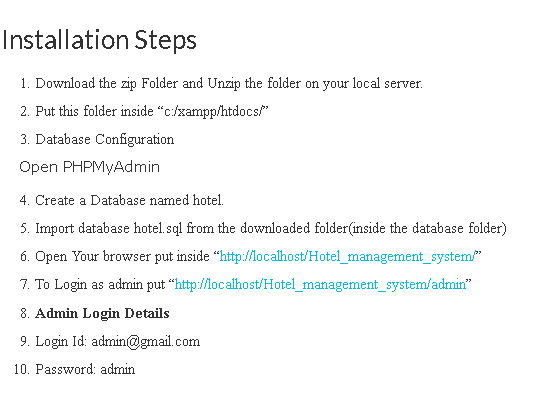 Installation Steps
1. Download the zip Folder and Unzip the folder on your local server.
2. Put this folder inside “c:/xampp/htdocs/”
3. Database Configuration
Open PHPMyAdmin
4. Create a Database named hotel.
5. Import database hotel.sql from the downloaded folder(inside the database folder)
6. Open Your browser put inside “http://localhost/Hotel_management_system/”
7. To Login as admin put “http://localhost/Hotel_management_system/admin”
8. Admin Login Details
9. Login Id: admin@gmail.com
10. Password: admin